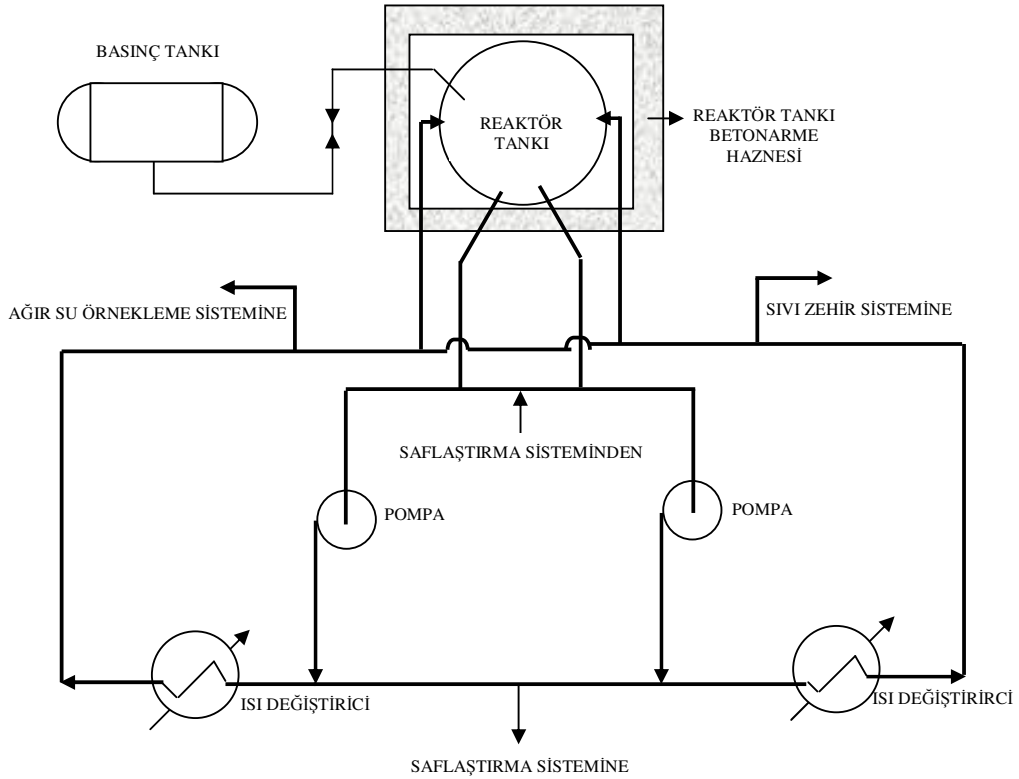 BASINÇ TANKI
REAKTÖR
TANKI
REAKTÖR TANKI
BETONARME
HAZNESİ
AĞIR SU ÖRNEKLEME SİSTEMİNE
SIVI ZEHİR SİSTEMİNE
SAFLAŞTIRMA SİSTEMİNDEN
POMPA
POMPA
ISI DEĞİŞTİRİCİ
ISI DEĞİŞTİRİRCİ
SAFLAŞTIRMA SİSTEMİNE